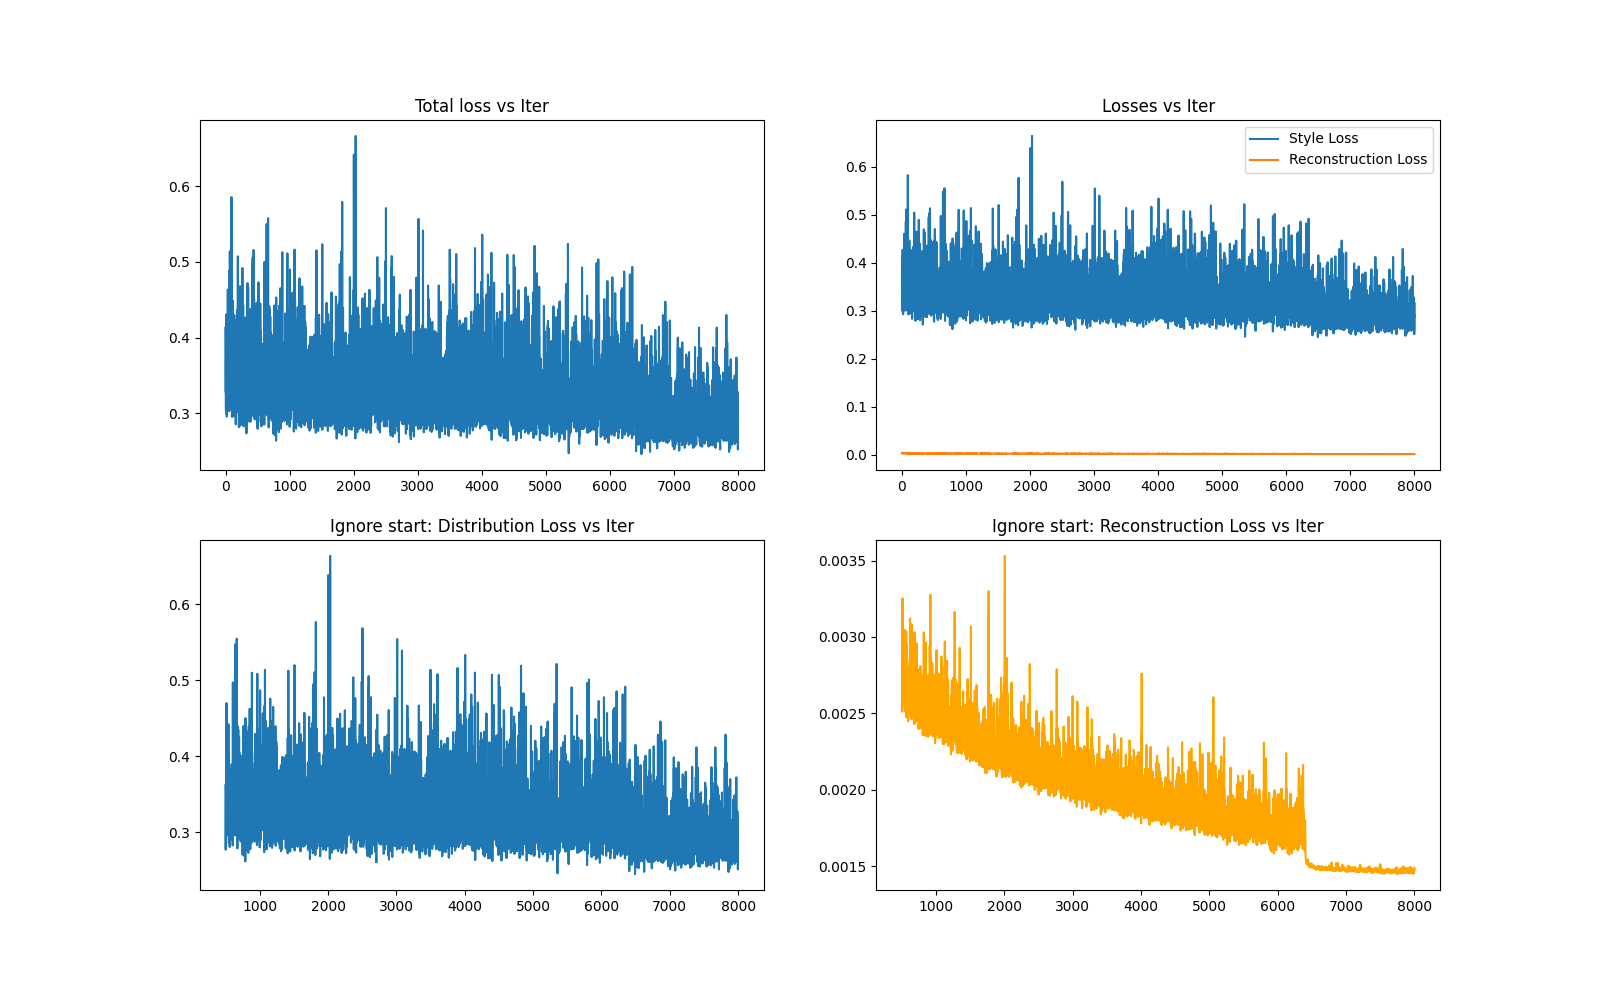 Total loss vs Iter
0.6
0.5
0.4
0.3
0 1000 2000 3000 4000 5000 6000 7000 8000
Losses vs Iter
Style Loss
Reconstruction Loss
0.6
0.5
0.4
0.3
0.2
0.1
0.0
0 1000 2000 3000 4000 5000 6000 7000 8000
Ignore start: Distribution Loss vs Iter
0.6
0.5
0.4
0.3
1000 2000 3000 4000 5000 6000 7000 8000
Ignore start: Reconstruction Loss vs Iter
0.0035
0.0030
0.0025
0.0020
0.0015
1000 2000 3000 4000 5000 6000 7000 8000